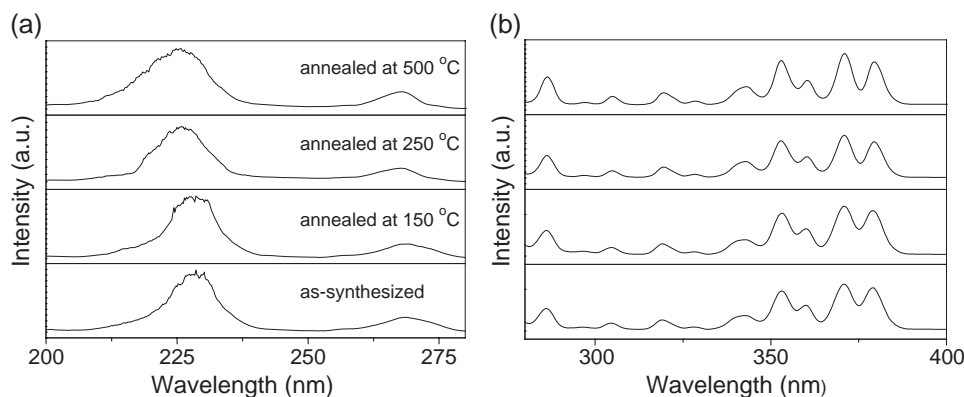 (a)
(b)
annealed at 500 °C
annealed at 250 °C
annealed at 150 °C
as-synthesized
Intensity (a.u.)
Intensity (a.u.)
200 225 250 275
300 350 400
Wavelength (nm)
Wavelength (nm)